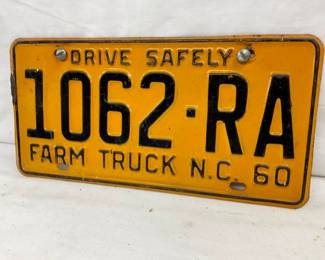 DRIVE SAFELY
1062-RA
FARM TRUCK N.C. 60